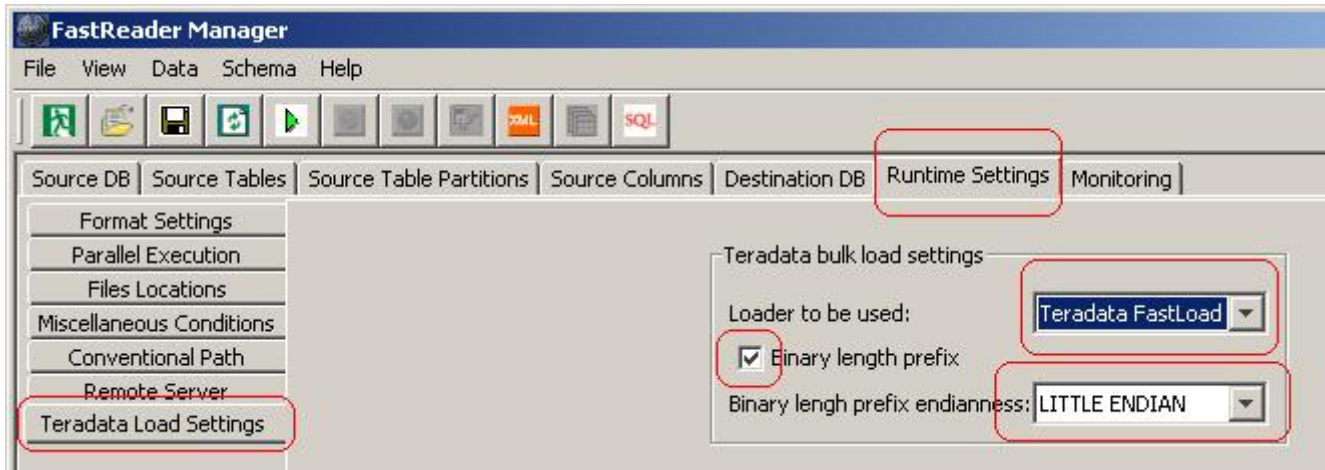 FastReader Manager
File View Data Schema Help
XML SQL
Source DB Source Tables Source Table Partitions Source Columns Destination DB Runtime Settings Monitoring
Format Settings
Parallel Execution
Files Locations
Miscellaneous Conditions
Conventional Path
Remote Server
Teradata Load Settings
Teradata bulk load settings
Loader to be used: Teradata FastLoad
Binary length prefix
Binary lengh prefix endianness: LITTLE ENDIAN